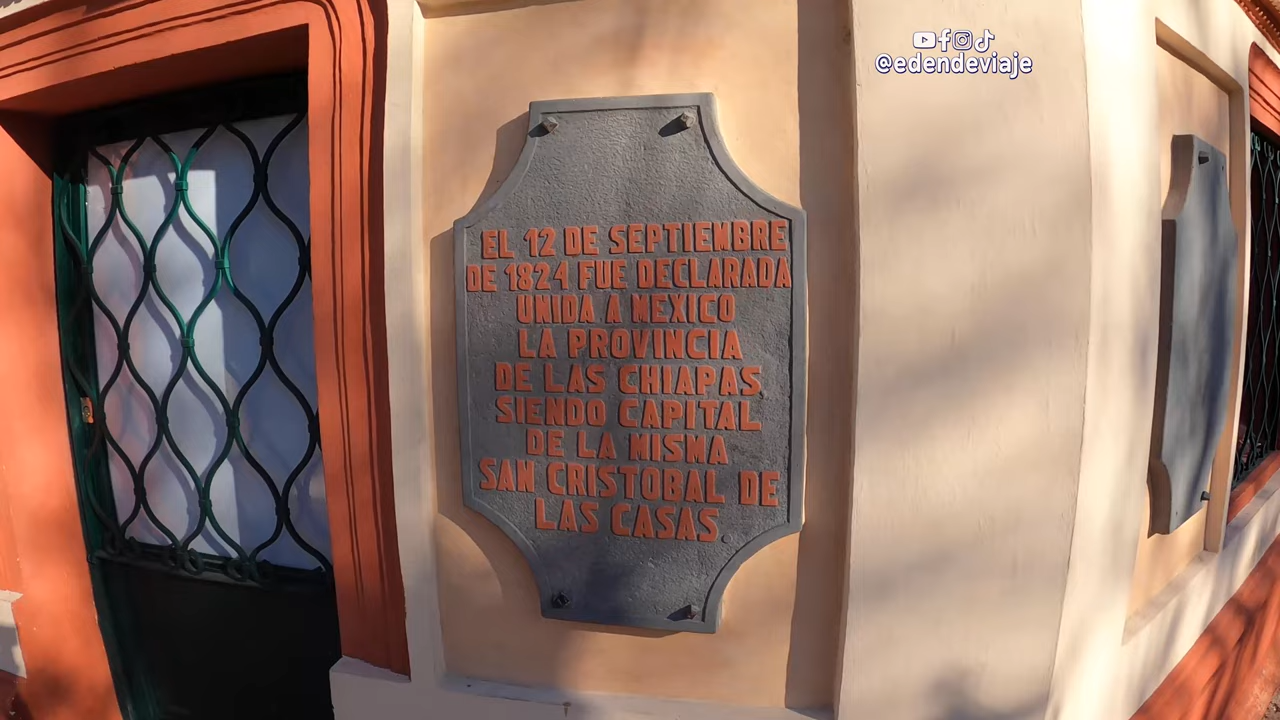 @edendeviaje
EL 12 DE SEPTIEMBRE
DE 1824 FUE DECLARADA
UNIDA A MEXICO
LA PROVINCIA
DE LAS CHIAPAS
SIENDO CAPITAL
DE LA MISMA
SAN CRISTOBAL DE
LAS CASAS.